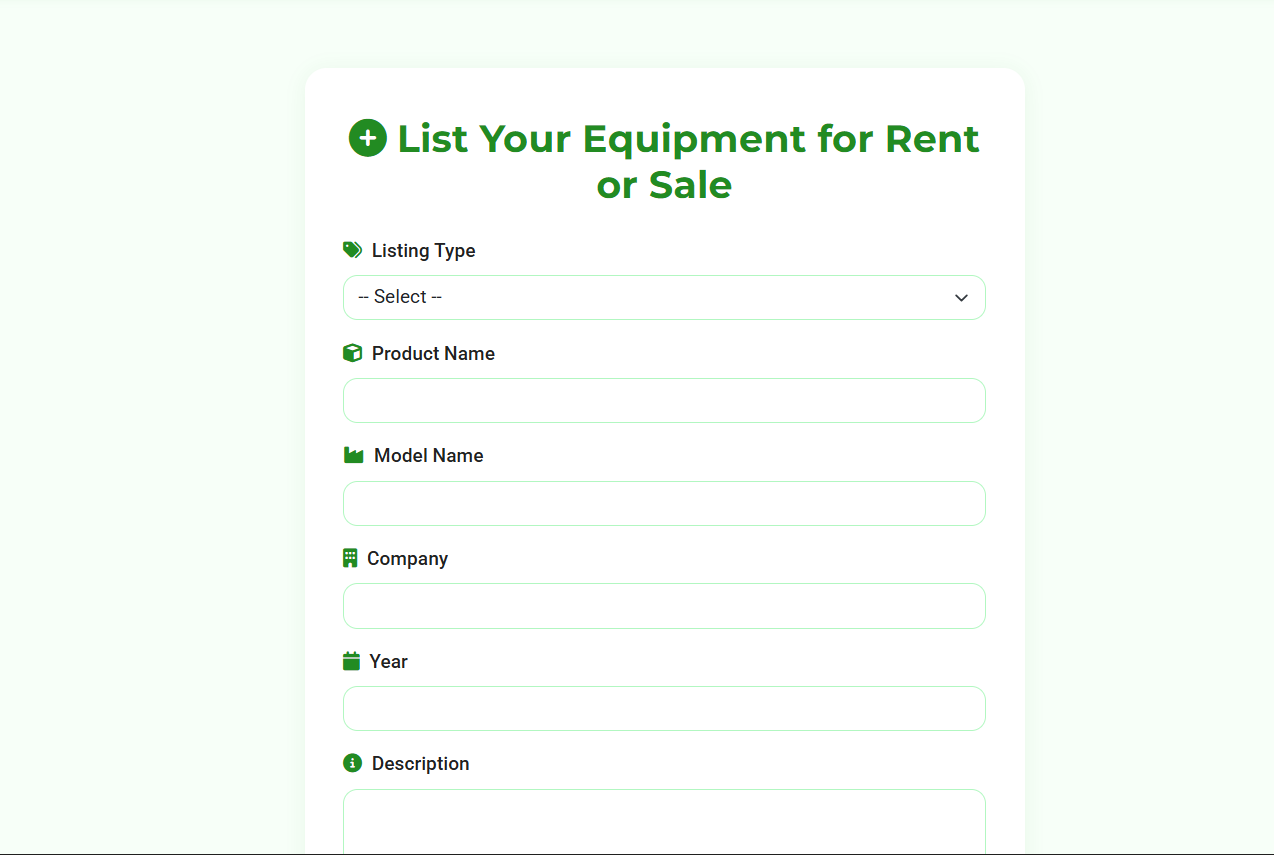 List Your Equipment for Rent
or Sale
Listing Type
-- Select --
Product Name
Model Name
Company
Year
Description